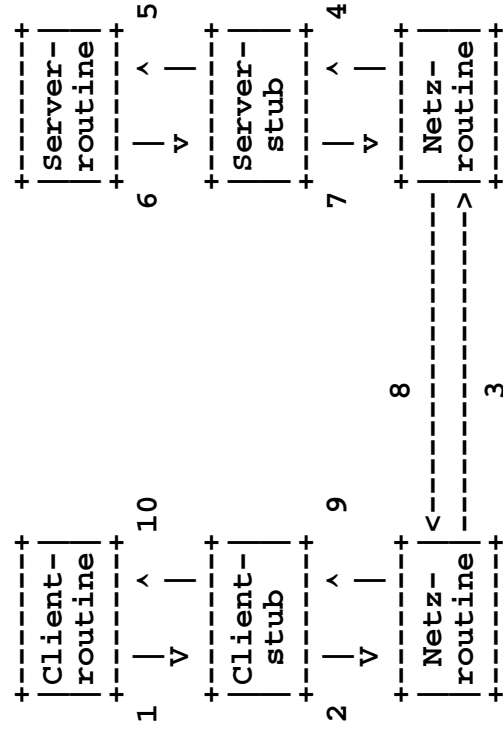 +---------+ +---------+
| Client- | | Server- |
| routine | | routine |
+---------+ +---------+
1 | ^ 10 6 | ^ 5
v | v |
+---------+ +---------+
| Client- | | Server- |
| stub | | stub |
+---------+ +---------+
2 | ^ 9 7 | ^ 4
v | v |
+---------+ 8 +---------+
| Netz- |<-----------------| Netz- |
| routine |----------------->| routine |
+---------+ 3 +---------+